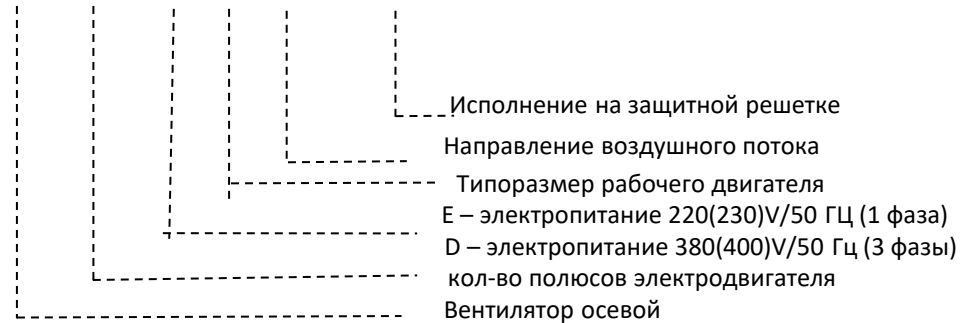 Исполнение на защитной решетке
Направление воздушного потока
Типоразмер рабочего двигателя
E – электропитание 220(230)V/50 ГЦ (1 фаза)
D – электропитание 380(400)V/50 Гц (3 фазы)
кол-во полюсов электродвигателя
Вентилятор осевой